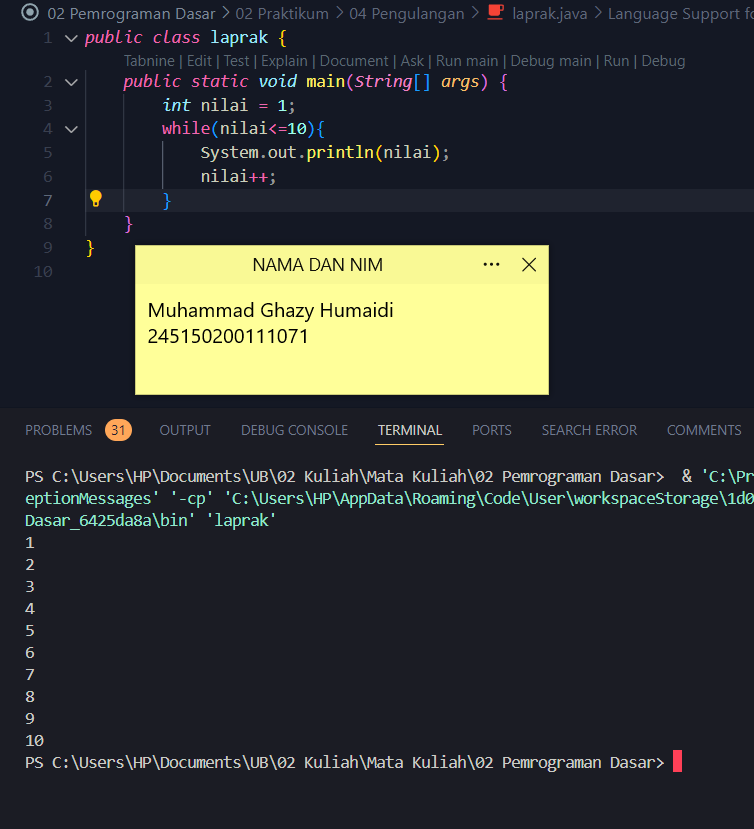 02 Pemrograman Dasar > 02 Praktikum > 04 Pengulangan > laprak.java > Language Support fo
1 public class laprak {
Tabnine | Edit | Test | Explain | Document | Ask | Run main | Debug main | Run | Debug
2 public static void main(String[] args) {
3 int nilai = 1;
4 while(nilai<=10){
5 System.out.println(nilai);
6 nilai++;
7 }
8 }
9 }
10
NAMA DAN NIM
Muhammad Ghazy Humaidi
245150200111071
PROBLEMS 31 OUTPUT DEBUG CONSOLE TERMINAL PORTS SEARCH ERROR COMMENTS
PS C:\Users\HP\Documents\UB\02 Kuliah\Mata Kuliah\02 Pemrograman Dasar> & 'C:\Pr
eptionMessages' '-cp' 'C:\Users\HP\AppData\Roaming\Code\User\workspaceStorage\1d0
Dasar_6425da8a\bin' 'laprak'
1
2
3
4
5
6
7
8
9
10
PS C:\Users\HP\Documents\UB\02 Kuliah\Mata Kuliah\02 Pemrograman Dasar>